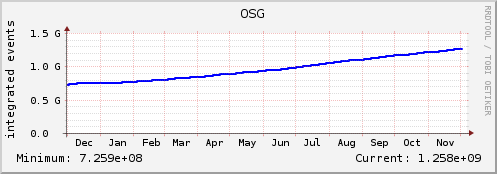 OSG
integrated events
1.5 G
1.0 G
0.5 G
0.0
Dec Jan Feb Mar Apr May Jun Jul Aug Sep Oct Nov
Minimum: 7.259e+08 Current: 1.258e+09
RRDTOOL / TOBI OETIKER